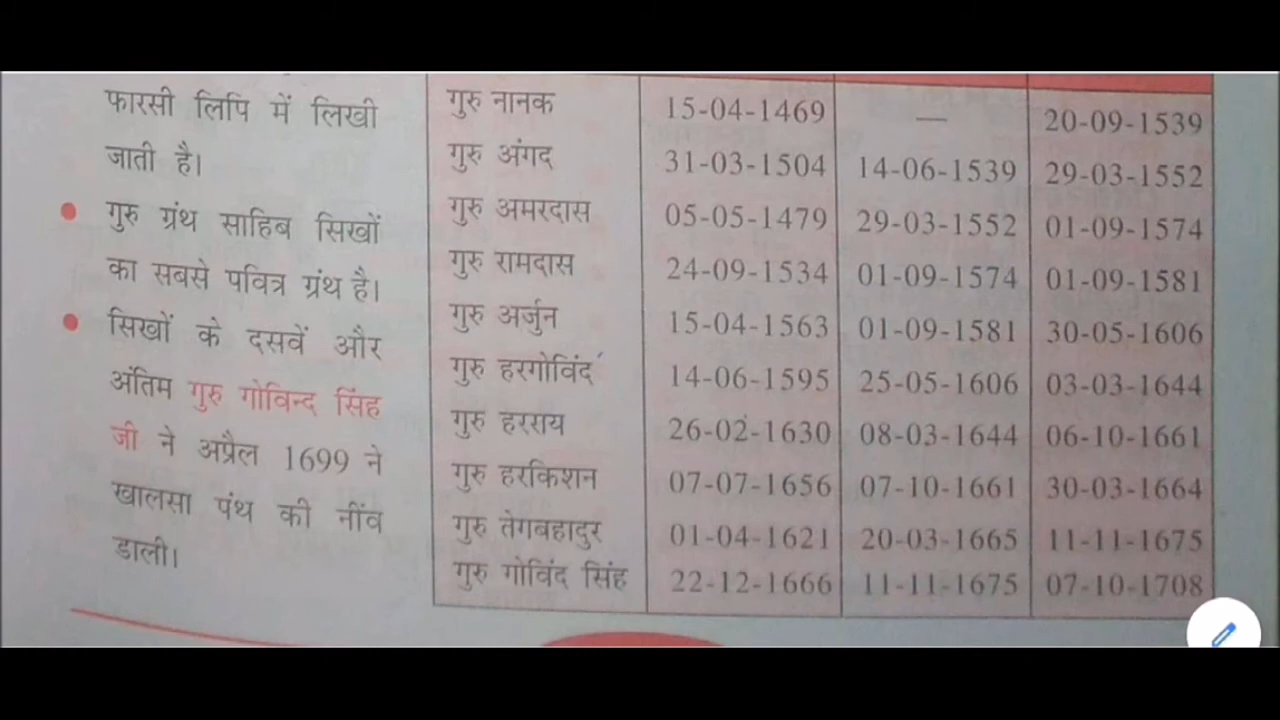 फारसी लिपि में लिखी
जाती है।
गुरु ग्रंथ साहिब सिखों
का सबसे पवित्र ग्रंथ है।
सिखों के दसवें और
अंतिम गुरु गोविन्द सिंह
जी ने अप्रैल 1699 ने
खालसा पंथ की नींव
डाली।
गुरु नानक 15-04-1469 — 20-09-1539
गुरु अंगद 31-03-1504 14-06-1539 29-03-1552
गुरु अमरदास 05-05-1479 29-03-1552 01-09-1574
गुरु रामदास 24-09-1534 01-09-1574 01-09-1581
गुरु अर्जुन 15-04-1563 01-09-1581 30-05-1606
गुरु हरगोविंद 14-06-1595 25-05-1606 03-03-1644
गुरु हरराय 26-02-1630 08-03-1644 06-10-1661
गुरु हरकिशन 07-07-1656 07-10-1661 30-03-1664
गुरु तेगबहादुर 01-04-1621 20-03-1665 11-11-1675
गुरु गोविंद सिंह 22-12-1666 11-11-1675 07-10-1708